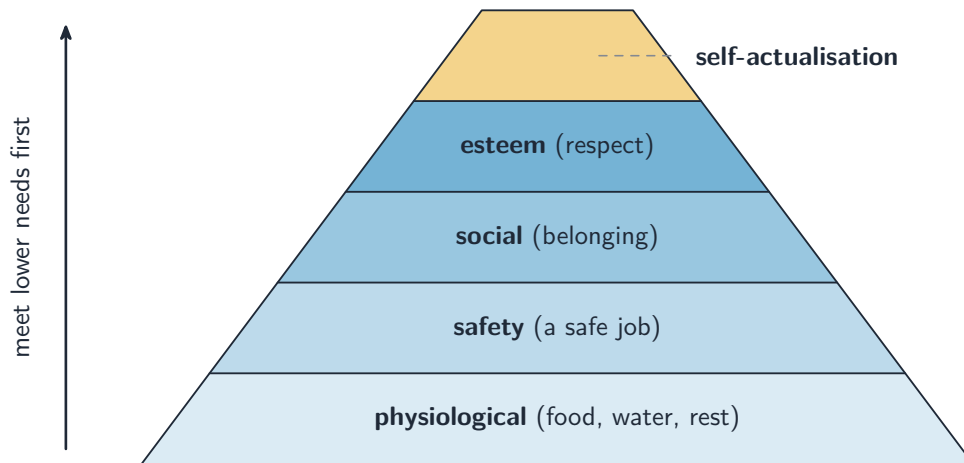 self-actualisation
esteem (respect)
social (belonging)
safety (a safe job)
physiological (food, water, rest)
meet lower needs first